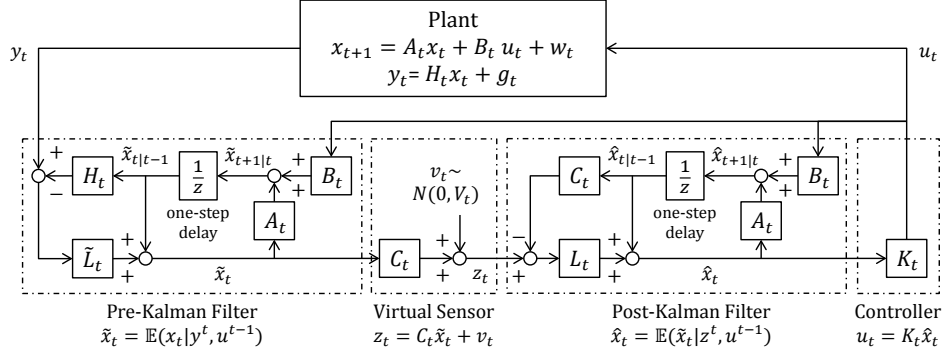 Plant
x_{t+1} = A_t x_t + B_t u_t + w_t
y_t = H_t x_t + g_t
y_t
u_t
+
−
H_t
x̃_{t|t−1}
1/z
x̃_{t+1|t}
+
+
B_t
one-step
delay
A_t
L̃_t
+
+
x̃_t
v_t~
N(0, V_t)
C_t
+
+
z_t
C_t
x̂_{t|t−1}
1/z
x̂_{t+1|t}
+
+
B_t
one-step
delay
A_t
−
+
L_t
+
+
x̂_t
K_t
Pre-Kalman Filter
x̃_t = 𝔼(x_t|y^t, u^{t−1})
Virtual Sensor
z_t = C_t x̃_t + v_t
Post-Kalman Filter
x̂_t = 𝔼(x̃_t|z^t, u^{t−1})
Controller
u_t = K_t x̂_t